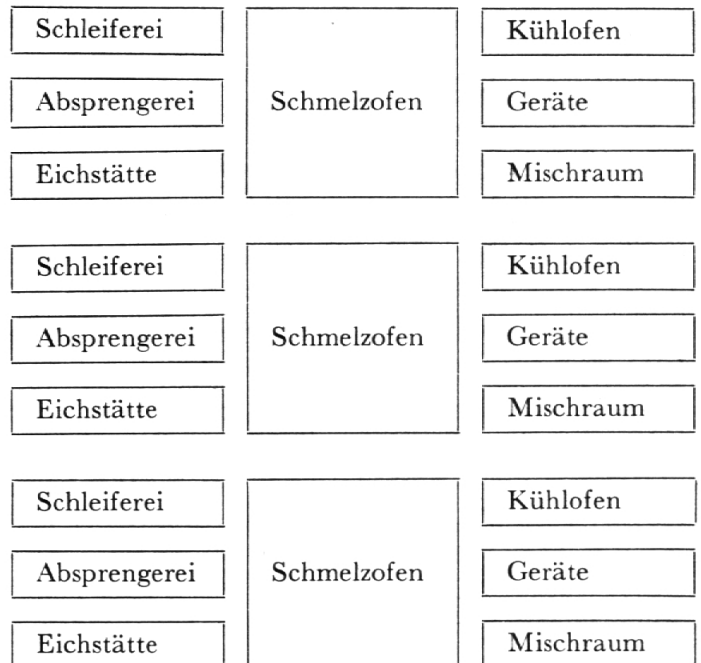 Schleiferei
Absprengerei
Eichstätte
Schmelzofen
Kühlofen
Geräte
Mischraum
Schleiferei
Absprengerei
Eichstätte
Schmelzofen
Kühlofen
Geräte
Mischraum
Schleiferei
Absprengerei
Eichstätte
Schmelzofen
Kühlofen
Geräte
Mischraum